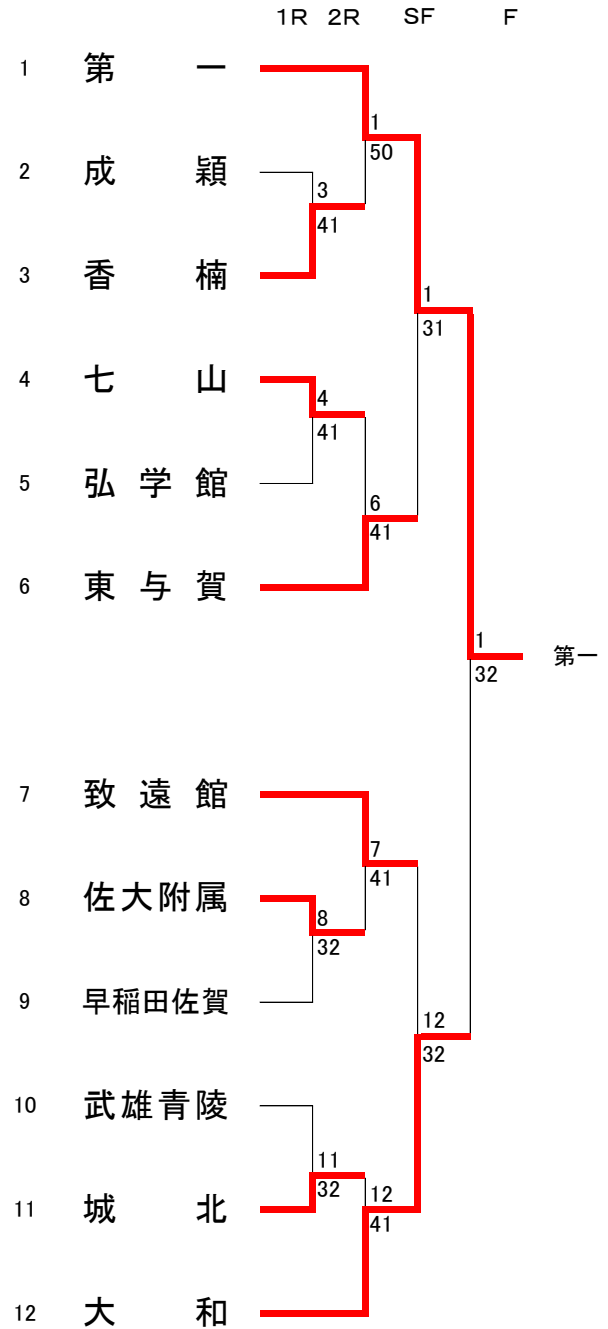 1R 2R SF F
1 第一
1
50
2 成穎
3
41
3 香楠
1
31
4 七山
4
41
5 弘学館
6
41
6 東与賀
1
32
第一
7 致遠館
7
41
8 佐大附属
8
32
9 早稲田佐賀
12
32
10 武雄青陵
11
32
12
41
11 城北
12 大和